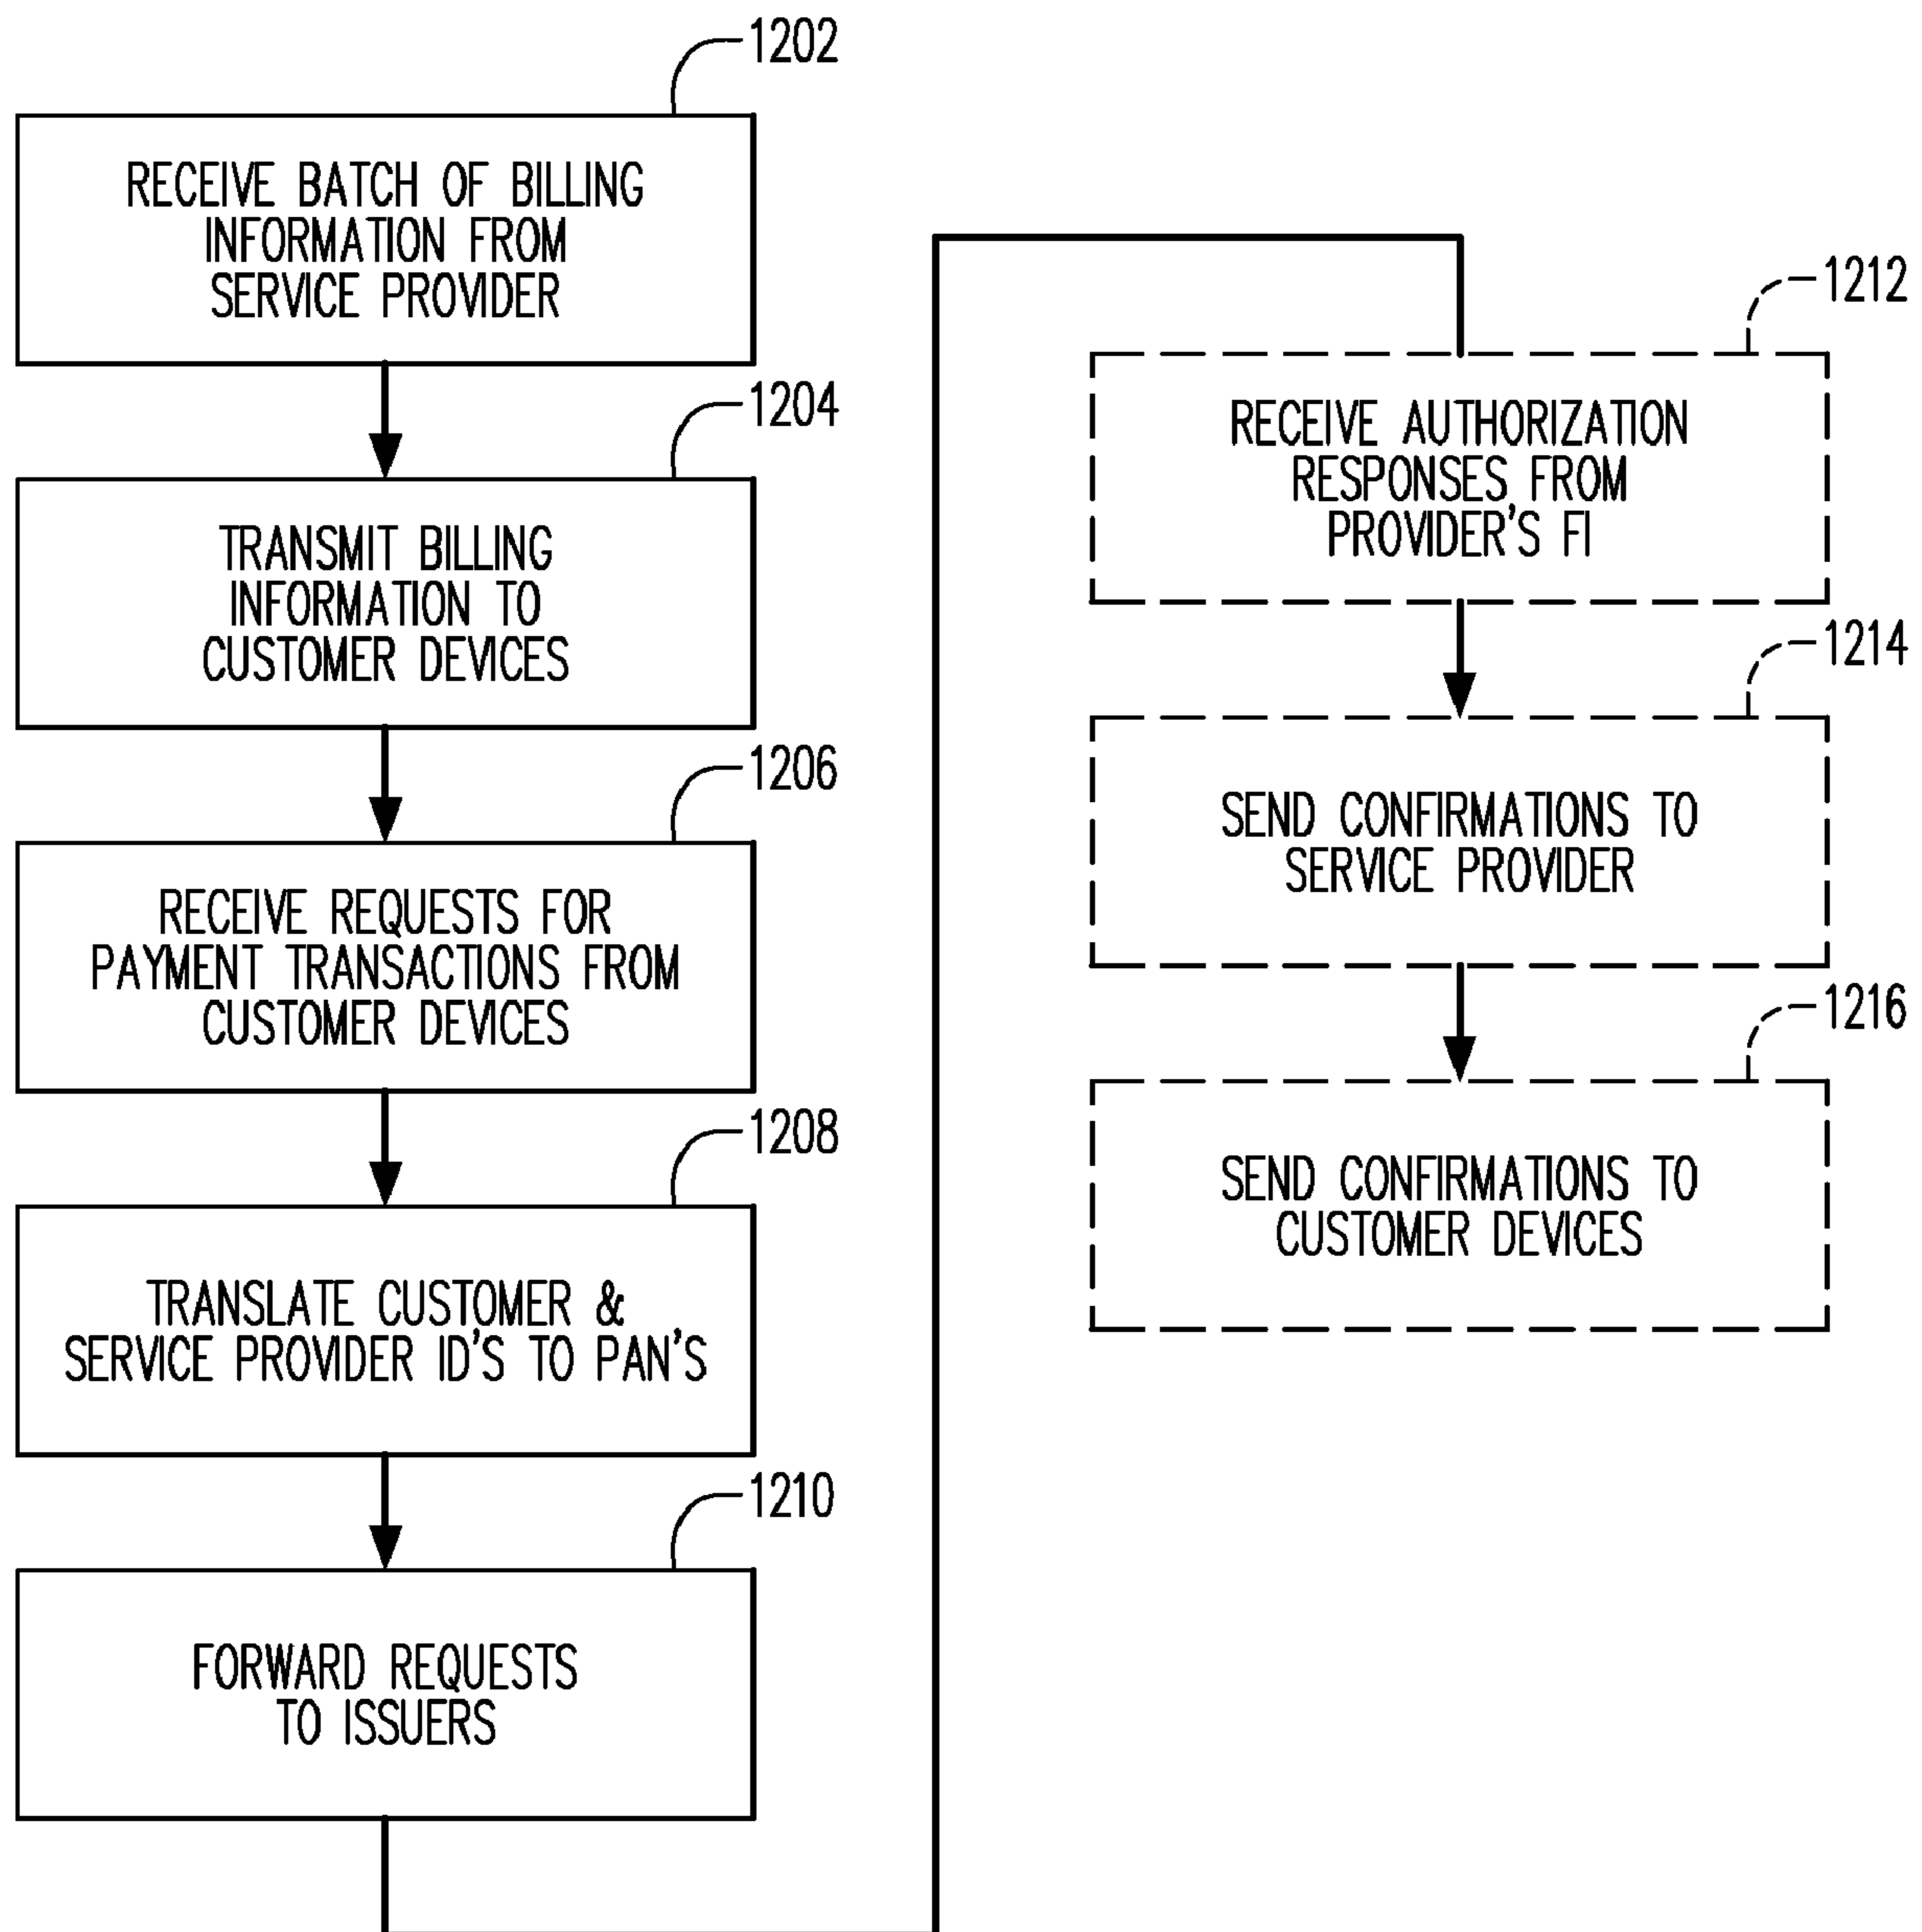 1202
RECEIVE BATCH OF BILLING
INFORMATION FROM
SERVICE PROVIDER
1204
TRANSMIT BILLING
INFORMATION TO
CUSTOMER DEVICES
1206
RECEIVE REQUESTS FOR
PAYMENT TRANSACTIONS FROM
CUSTOMER DEVICES
1208
TRANSLATE CUSTOMER &
SERVICE PROVIDER ID'S TO PAN'S
1210
FORWARD REQUESTS
TO ISSUERS
1212
RECEIVE AUTHORIZATION
RESPONSES FROM
PROVIDER'S FI
1214
SEND CONFIRMATIONS TO
SERVICE PROVIDER
1216
SEND CONFIRMATIONS TO
CUSTOMER DEVICES